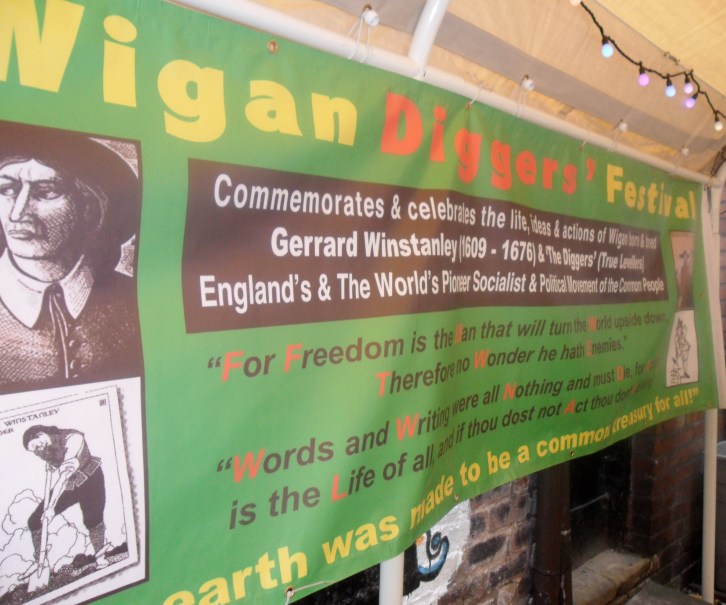 Wigan Diggers' Festival
Commemorates & celebrates the life, ideas & actions of Wigan born & bred
Gerrard Winstanley (1609 - 1676) & 'The Diggers' (True Levellers)
England's & The World's Pioneer Socialist & Political Movement of the Common People
"For Freedom is the Man that will turn the World upside down,
Therefore no Wonder he hath Enemies."
"Words and Writing were all Nothing and must Die, for
is the Life of all, and if thou dost not Act thou dost
earth was made to be a common treasury for all!"
WINSTANLEY